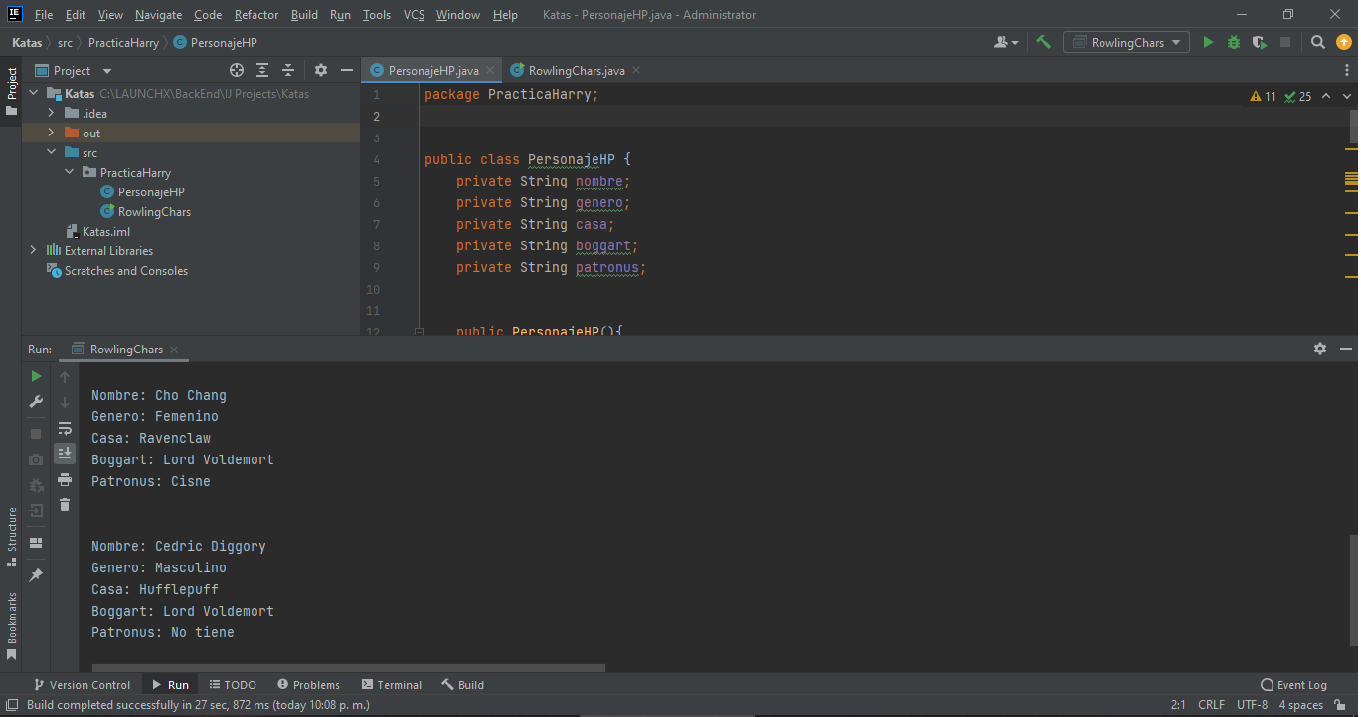 IE File Edit View Navigate Code Refactor Build Run Tools VCS Window Help Katas - PersonajeHP.java - Administrator
Katas src PracticaHarry C PersonajeHP RowlingChars
Project PersonajeHP.java RowlingChars.java
Project
Katas C:\LAUNCHX\BackEnd\IJ Projects\Katas
.idea
out
src
PracticaHarry
C PersonajeHP
C RowlingChars
Katas.iml
External Libraries
Scratches and Consoles
11 25
1 package PracticaHarry;
2
3
4 public class PersonajeHP {
5 private String nombre;
6 private String genero;
7 private String casa;
8 private String boggart;
9 private String patronus;
10
11
12 public PersonajeHP(){
Run: RowlingChars
Nombre: Cho Chang
Genero: Femenino
Casa: Ravenclaw
Boggart: Lord Voldemort
Patronus: Cisne
Nombre: Cedric Diggory
Genero: Masculino
Casa: Hufflepuff
Boggart: Lord Voldemort
Patronus: No tiene
Structure
Bookmarks
Version Control Run TODO Problems Terminal Build Event Log
Build completed successfully in 27 sec, 872 ms (today 10:08 p. m.) 2:1 CRLF UTF-8 4 spaces